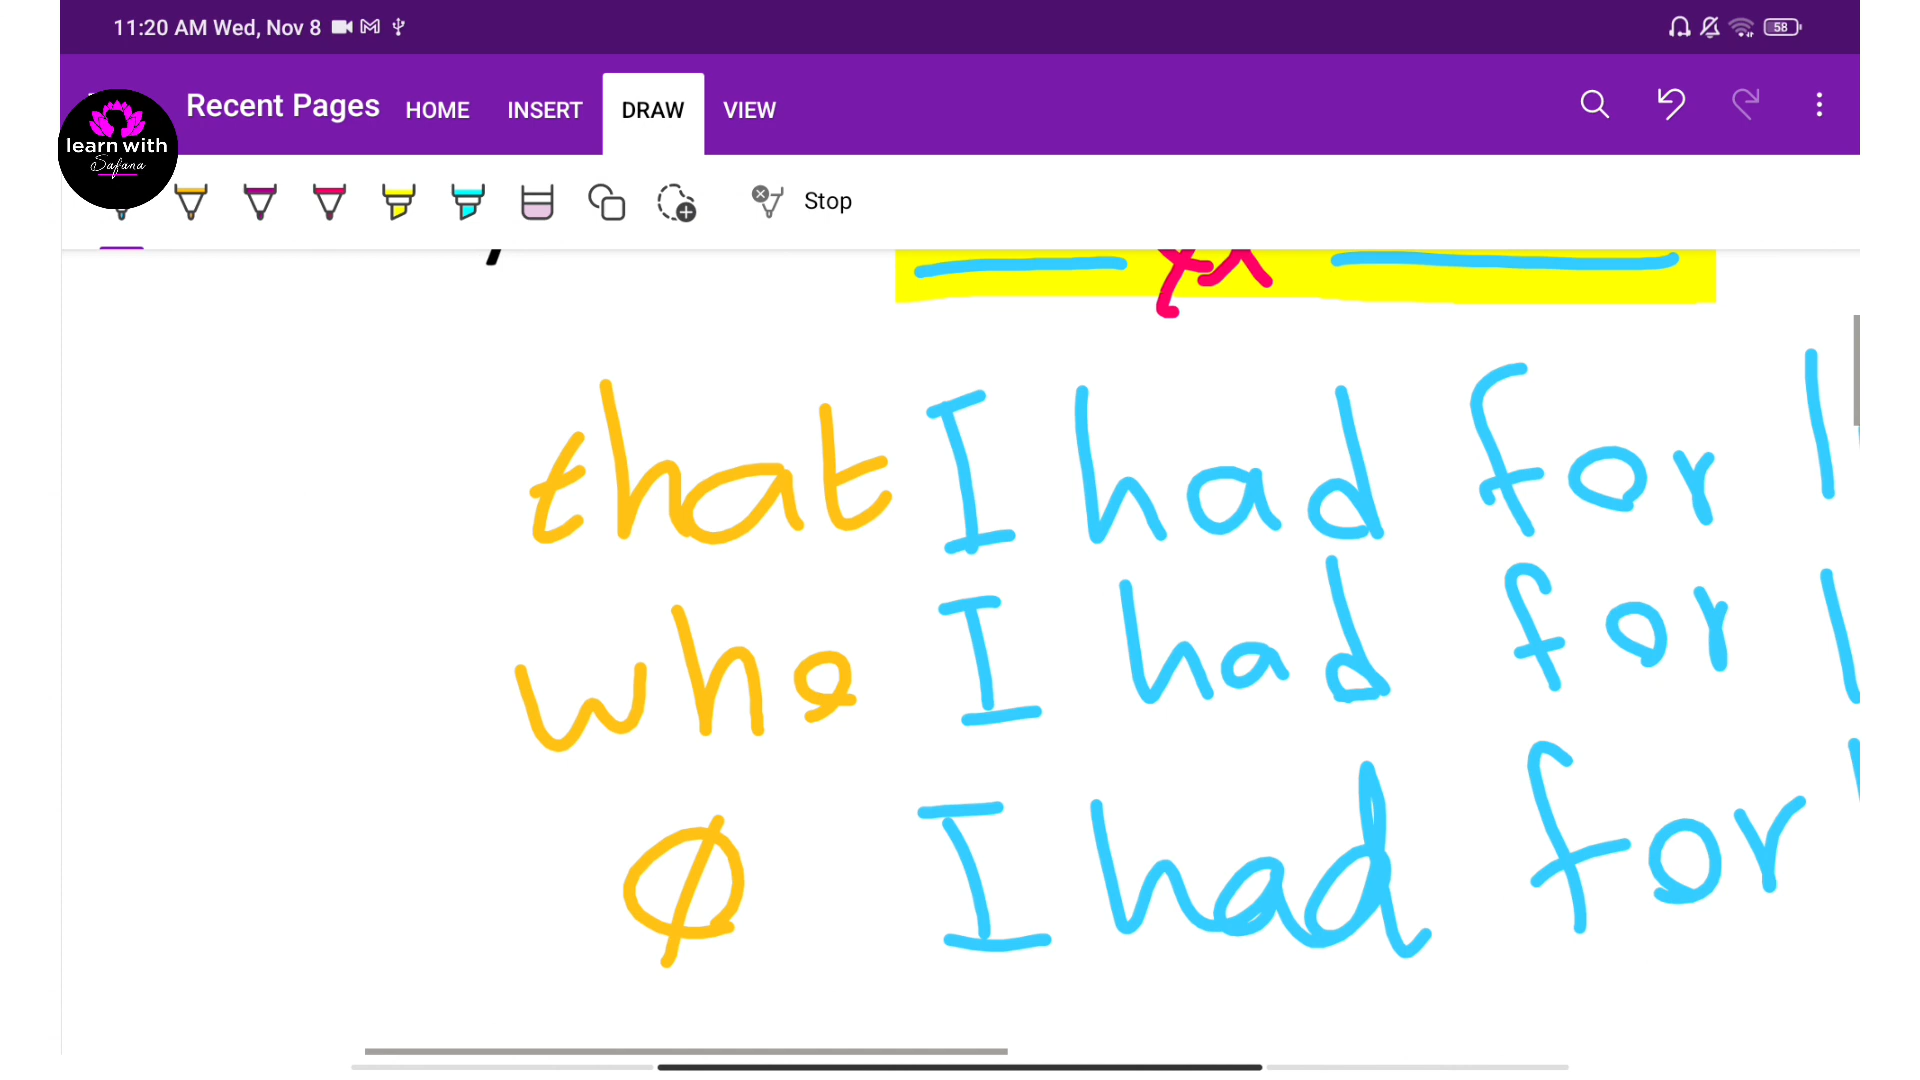 11:20 AM Wed, Nov 8
58
Recent Pages HOME INSERT DRAW VIEW
learn with
Safana
Stop
that I had for l
who I had for l
Ø I had for